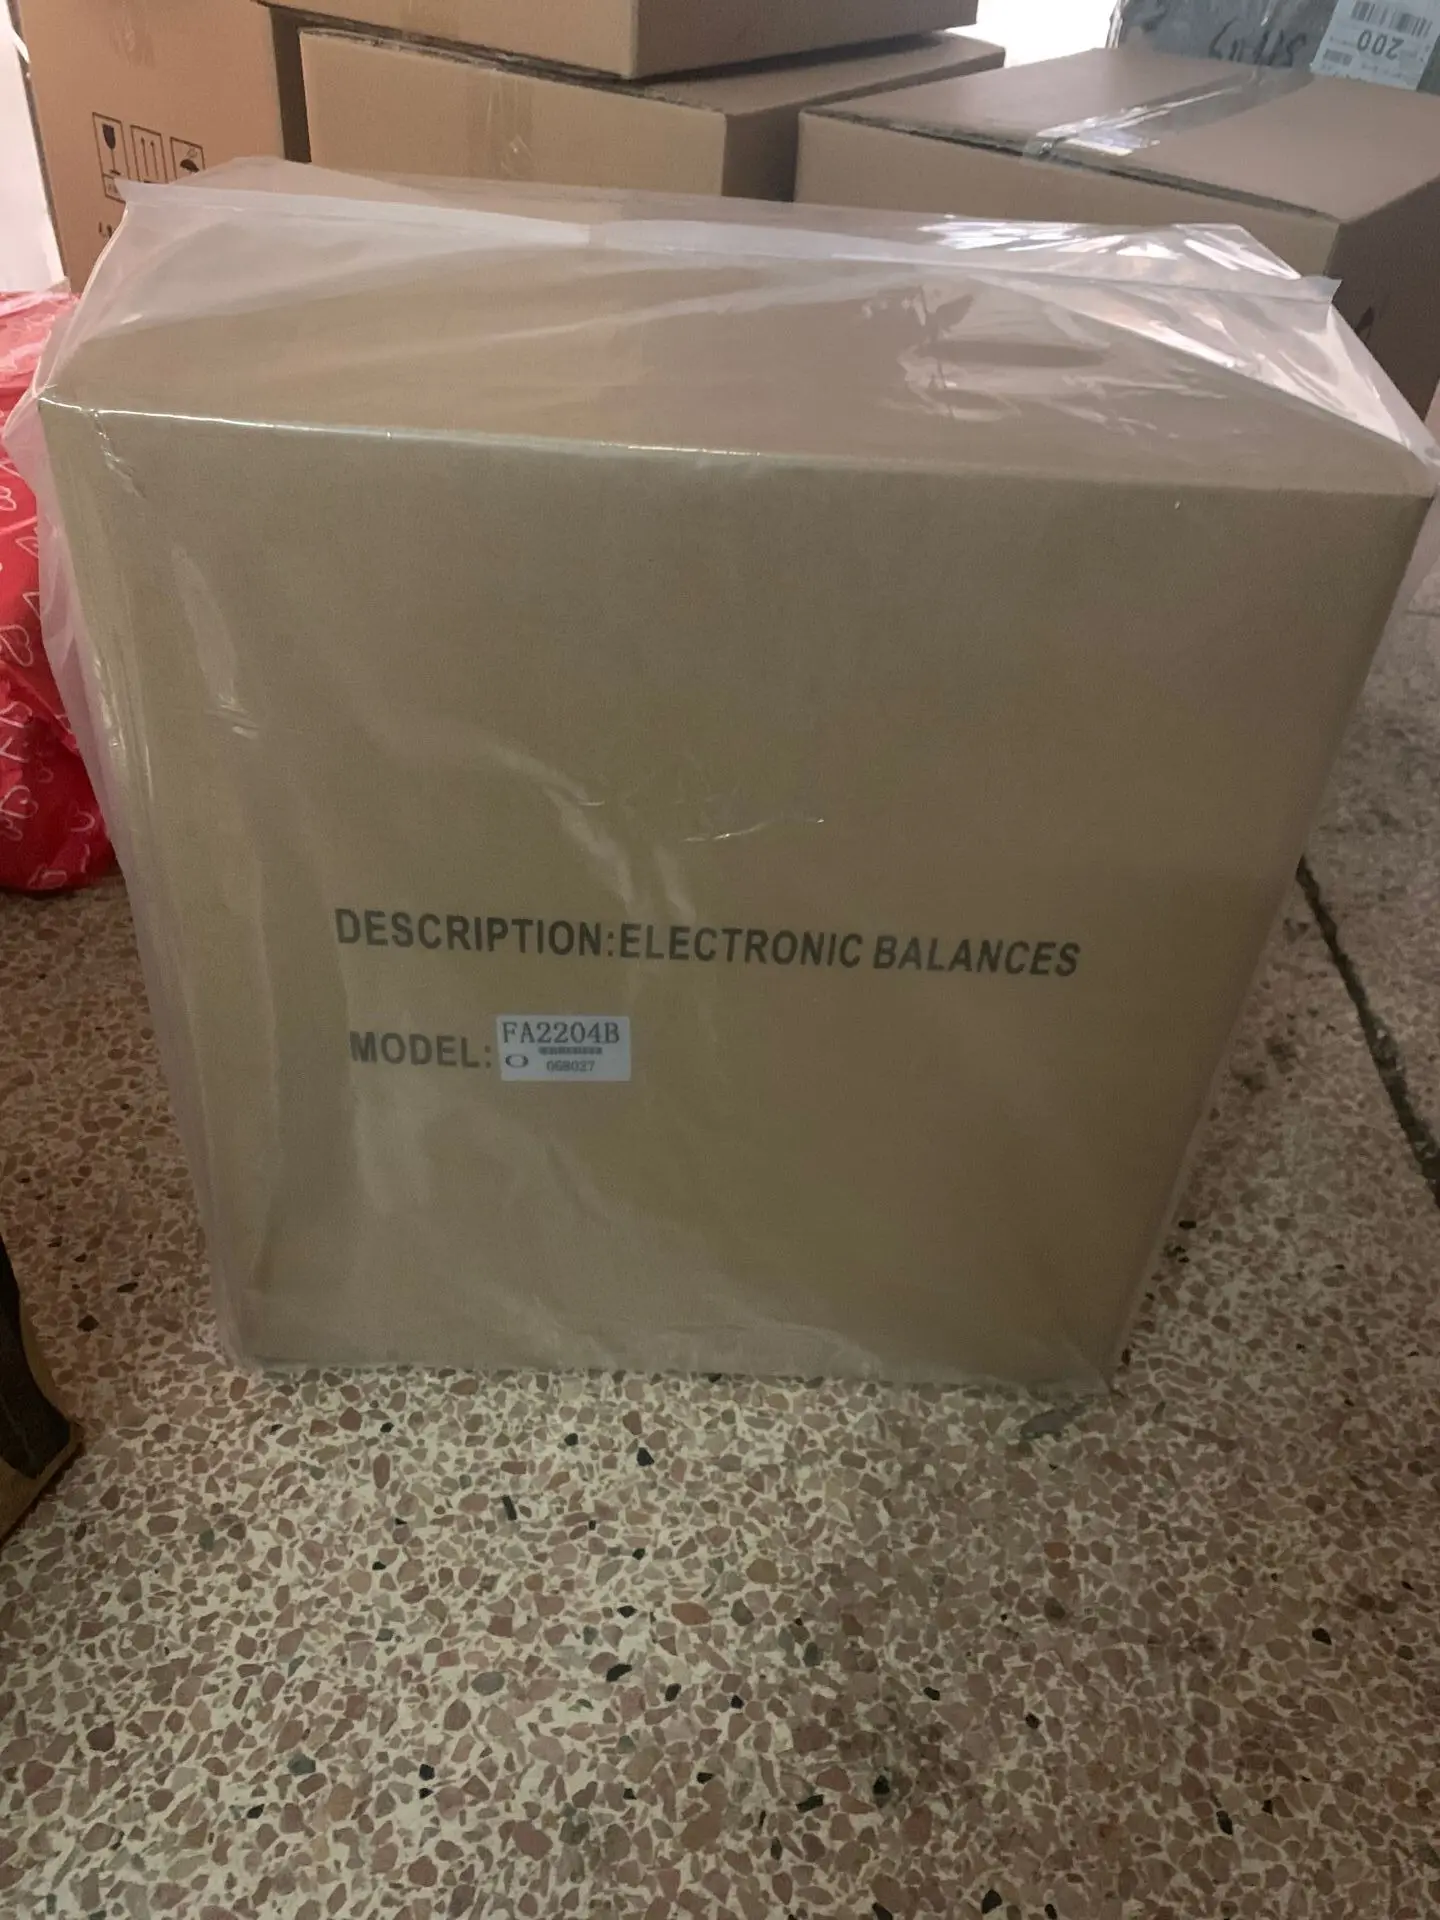 200
DESCRIPTION:ELECTRONIC BALANCES
MODEL: FA2204B
068027